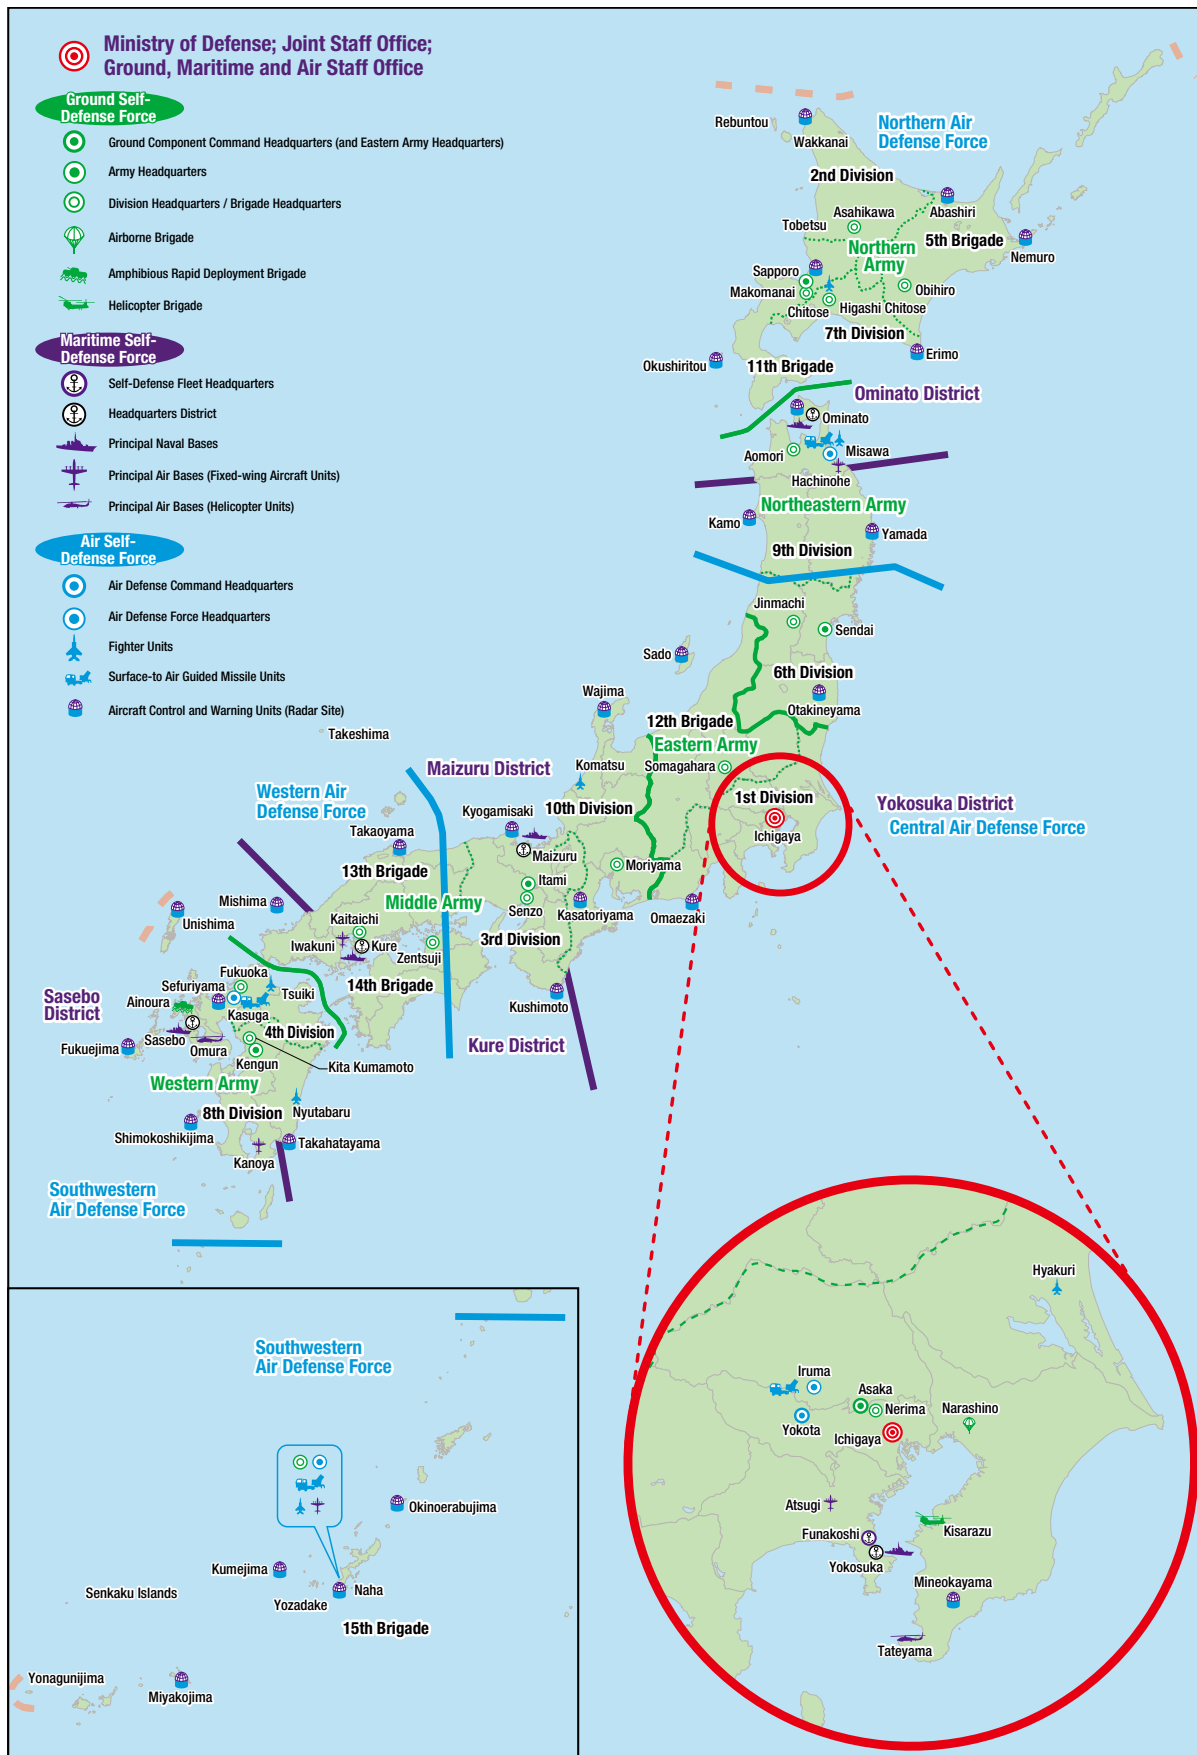 Ministry of Defense; Joint Staff Office;
Ground, Maritime and Air Staff Office
Ground Self-
Defense Force
Ground Component Command Headquarters (and Eastern Army Headquarters)
Army Headquarters
Division Headquarters / Brigade Headquarters
Airborne Brigade
Amphibious Rapid Deployment Brigade
Helicopter Brigade
Maritime Self-
Defense Force
Self-Defense Fleet Headquarters
Headquarters District
Principal Naval Bases
Principal Air Bases (Fixed-wing Aircraft Units)
Principal Air Bases (Helicopter Units)
Air Self-
Defense Force
Air Defense Command Headquarters
Air Defense Force Headquarters
Fighter Units
Surface-to Air Guided Missile Units
Aircraft Control and Warning Units (Radar Site)
Rebuntou
Wakkanai
Northern Air
Defense Force
2nd Division
Asahikawa
Abashiri
Tobetsu
5th Brigade
Northern
Army
Nemuro
Sapporo
Makomanai
Obihiro
Chitose
Higashi Chitose
7th Division
Okushiritou
11th Brigade
Erimo
Ominato District
Ominato
Aomori
Misawa
Hachinohe
Northeastern Army
Kamo
Yamada
9th Division
Jinmachi
Sendai
Sado
6th Division
Wajima
Otakineyama
12th Brigade
Takeshima
Eastern Army
Maizuru District
Komatsu
Somagahara
Western Air
Defense Force
1st Division
Yokosuka District
Central Air Defense Force
Kyogamisaki
10th Division
Takaoyama
Ichigaya
Maizuru
Moriyama
13th Brigade
Itami
Middle Army
Senzo
Kasatoriyama
Omaezaki
Mishima
Unishima
Kaitaichi
Iwakuni
Kure
Zentsuji
3rd Division
Fukuoka
Sefuriyama
Tsuiki
14th Brigade
Kushimoto
Sasebo
District
Ainoura
Kasuga
4th Division
Sasebo
Omura
Kure District
Fukuejima
Kengun
Kita Kumamoto
Western Army
8th Division
Nyutabaru
Shimokoshikijima
Takahatayama
Kanoya
Southwestern
Air Defense Force
Hyakuri
Iruma
Asaka
Nerima
Narashino
Yokota
Ichigaya
Atsugi
Funakoshi
Kisarazu
Yokosuka
Mineokayama
Tateyama
Southwestern
Air Defense Force
Okinoerabujima
Kumejima
Senkaku Islands
Naha
Yozadake
15th Brigade
Yonagunijima
Miyakojima